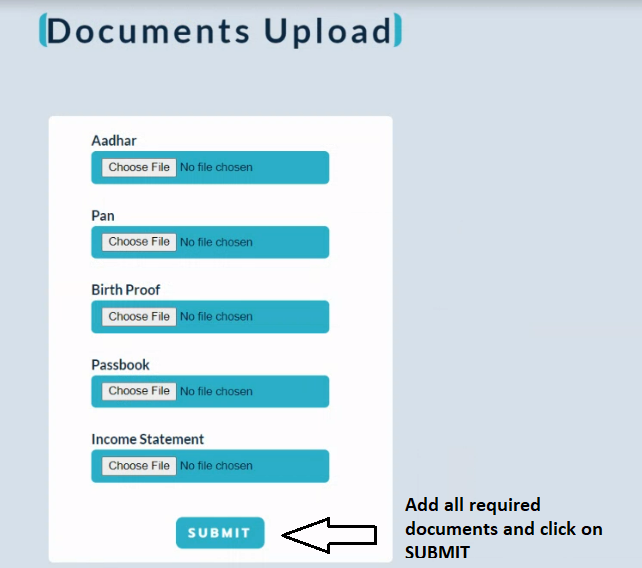 Documents Upload
Aadhar
Choose File No file chosen
Pan
Choose File No file chosen
Birth Proof
Choose File No file chosen
Passbook
Choose File No file chosen
Income Statement
Choose File No file chosen
SUBMIT
Add all required
documents and click on
SUBMIT